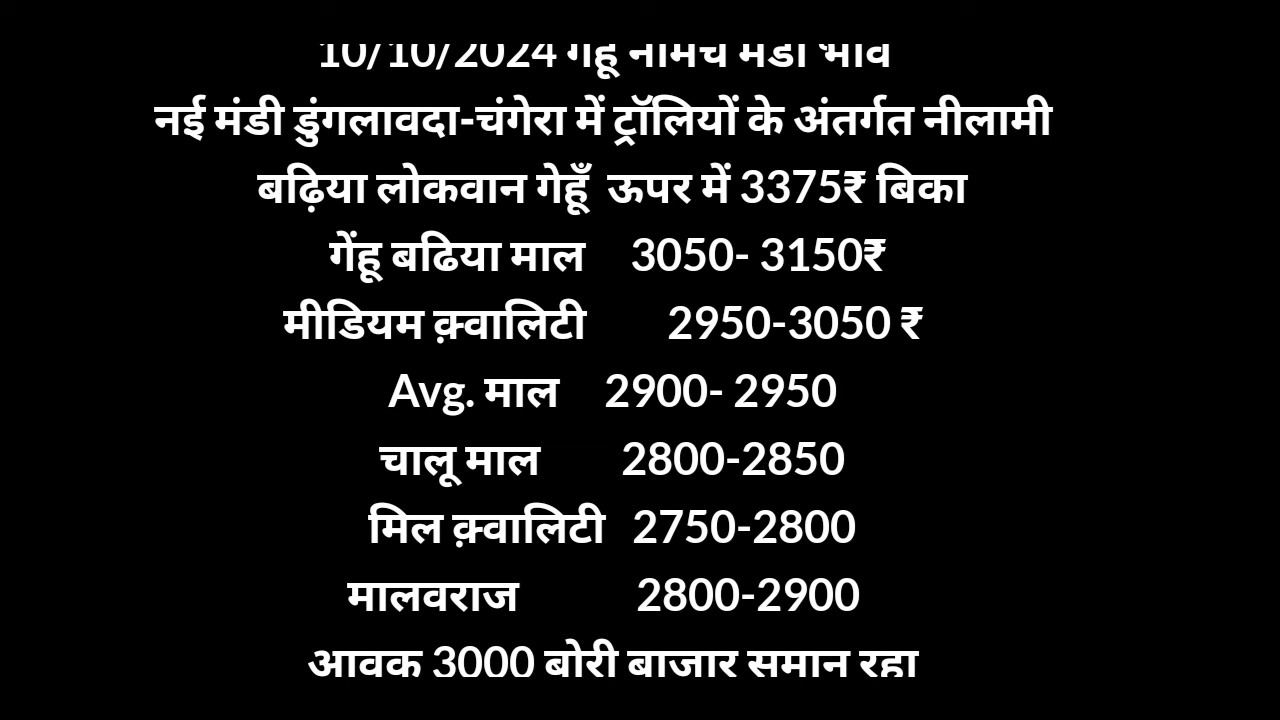 10/10/2024 गेंहू नीमच मंडी भाव
नई मंडी डुंगलावदा-चंगेरा में ट्रॉलियों के अंतर्गत नीलामी
बढ़िया लोकवान गेहूँ ऊपर में 3375₹ बिका
गेंहू बढिया माल 3050- 3150₹
मीडियम क़्वालिटी 2950-3050 ₹
Avg. माल 2900- 2950
चालू माल 2800-2850
मिल क़्वालिटी 2750-2800
मालवराज 2800-2900
आवक 3000 बोरी बाजार समान रहा